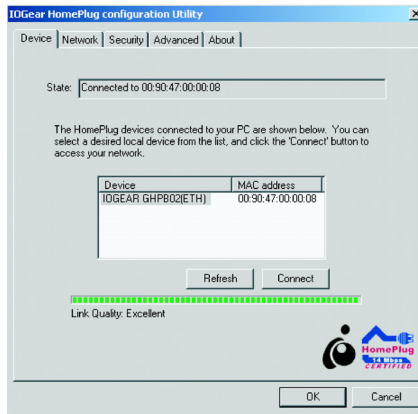 IOGear HomePlug configuration Utility
Device Network Security Advanced About
State: Connected to 00:90:47:00:00:08
The HomePlug devices connected to your PC are shown below. You can
select a desired local device from the list, and click the 'Connect' button to
access your network.
Device MAC address
IOGEAR GHPB02(ETH) 00:90:47:00:00:08
Refresh Connect
Link Quality: Excellent
HomePlug
14 Mbps
CERTIFIED
OK Cancel